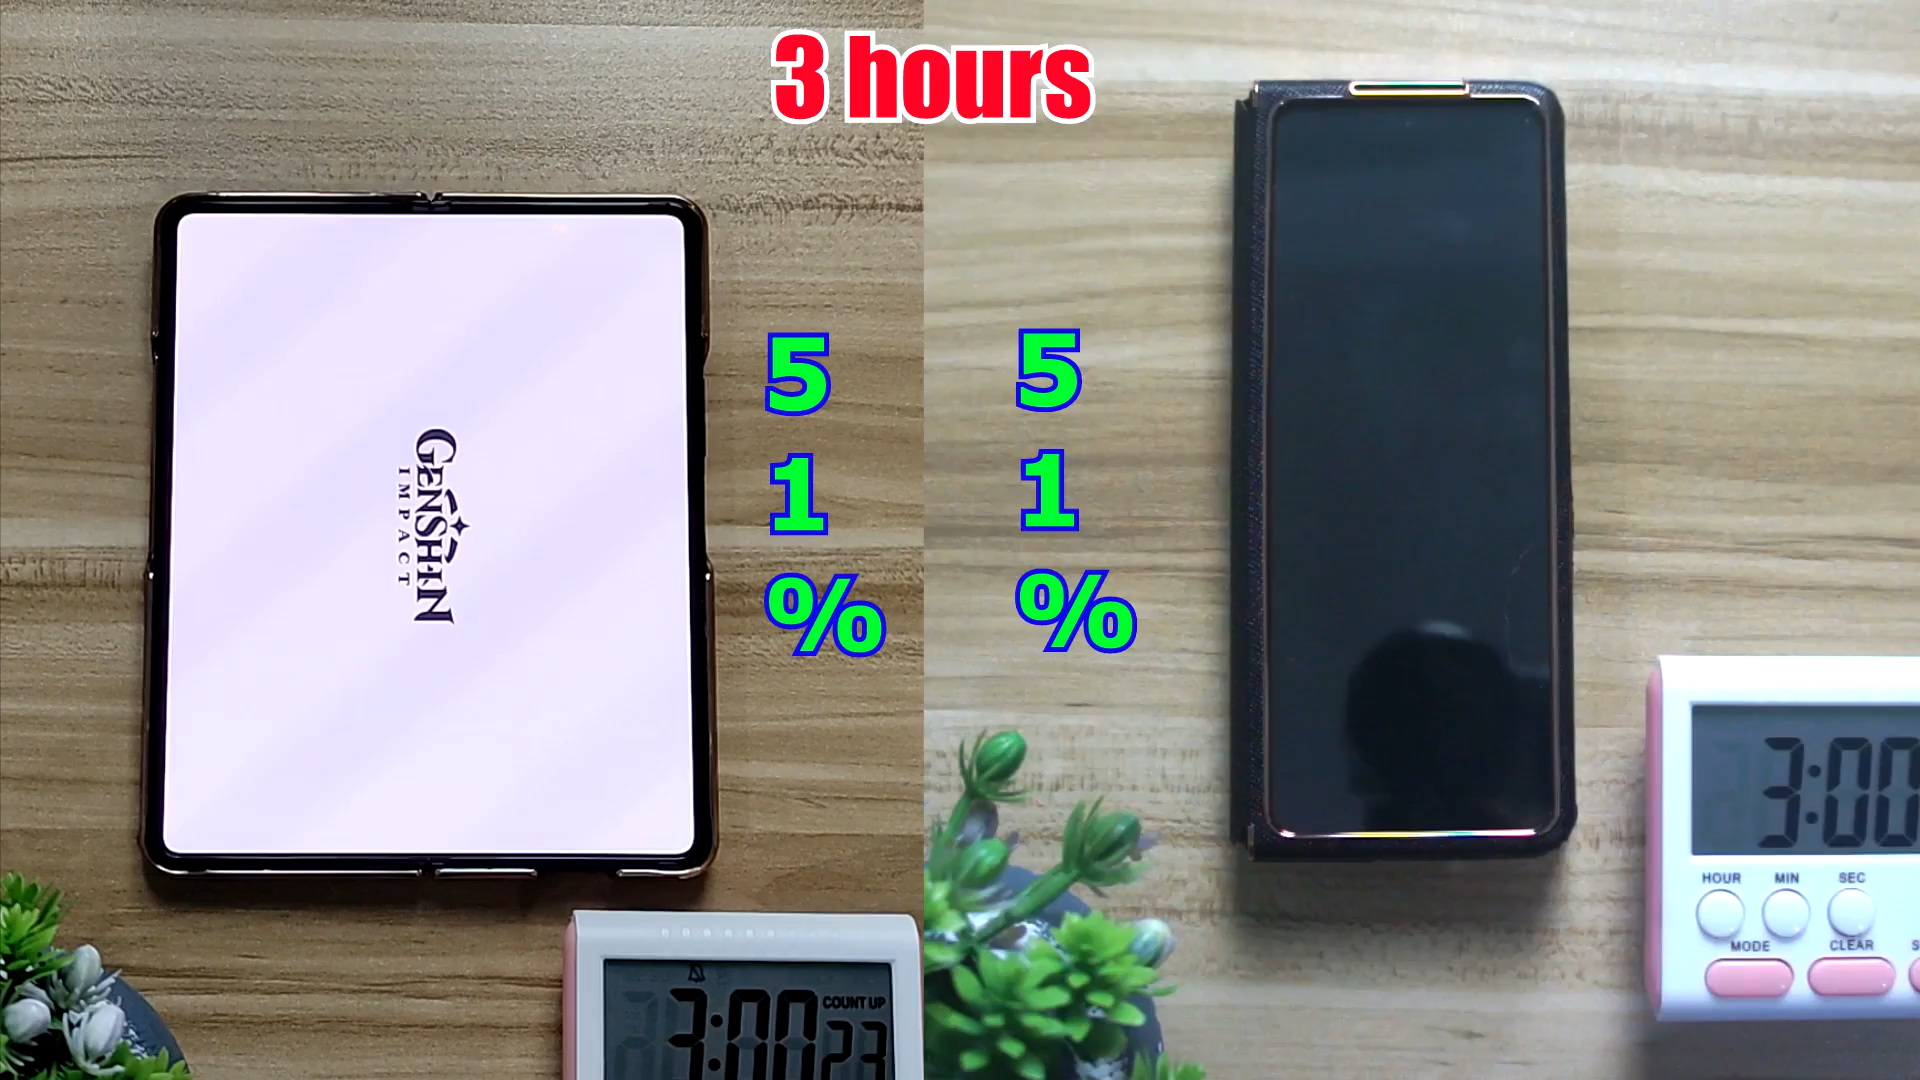 3 hours
5
1
%
5
1
%
GENSHIN
IMPACT
COUNT UP
3:00 23
3:00
HOUR MIN SEC
MODE CLEAR